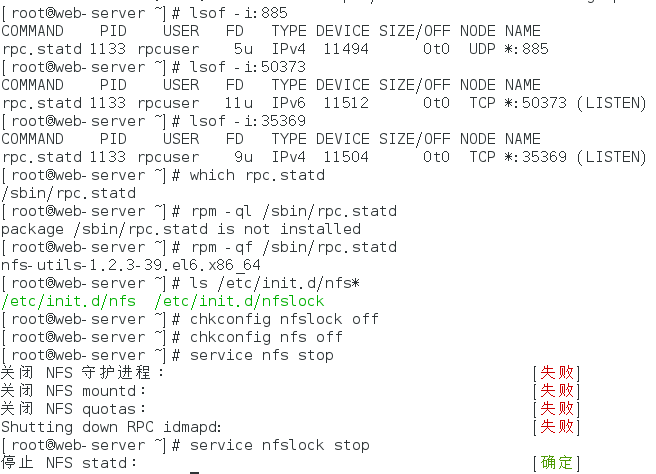 [root@web-server ~]# lsof -i:885
COMMAND    PID    USER   FD   TYPE DEVICE SIZE/OFF NODE NAME
rpc.statd 1133 rpcuser    5u  IPv4  11494      0t0  UDP *:885
[root@web-server ~]# lsof -i:50373
COMMAND    PID    USER   FD   TYPE DEVICE SIZE/OFF NODE NAME
rpc.statd 1133 rpcuser   11u  IPv6  11512      0t0  TCP *:50373 (LISTEN)
[root@web-server ~]# lsof -i:35369
COMMAND    PID    USER   FD   TYPE DEVICE SIZE/OFF NODE NAME
rpc.statd 1133 rpcuser    9u  IPv4  11504      0t0  TCP *:35369 (LISTEN)
[root@web-server ~]# which rpc.statd
/sbin/rpc.statd
[root@web-server ~]# rpm -ql /sbin/rpc.statd
package /sbin/rpc.statd is not installed
[root@web-server ~]# rpm -qf /sbin/rpc.statd
nfs-utils-1.2.3-39.el6.x86_64
[root@web-server ~]# ls /etc/init.d/nfs*
/etc/init.d/nfs  /etc/init.d/nfslock
[root@web-server ~]# chkconfig nfslock off
[root@web-server ~]# chkconfig nfs off
[root@web-server ~]# service nfs stop
关闭 NFS 守护进程：                                        [失败]
关闭 NFS mountd：                                          [失败]
关闭 NFS quotas：                                          [失败]
Shutting down RPC idmapd:                                  [失败]
[root@web-server ~]# service nfslock stop
停止 NFS statd：                                           [确定]